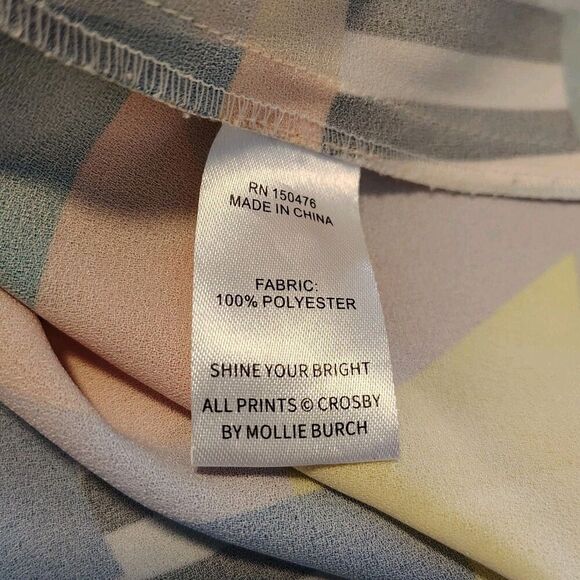 RN 150476
MADE IN CHINA
FABRIC:
100% POLYESTER
SHINE YOUR BRIGHT
ALL PRINTS © CROSBY
BY MOLLIE BURCH